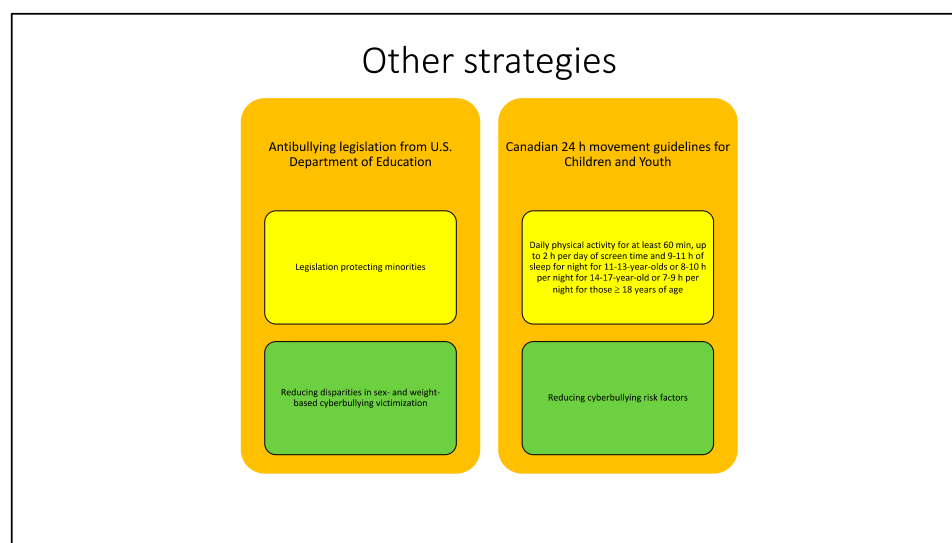 Other strategies
Antibullying legislation from U.S.
Department of Education
Legislation protecting minorities
Reducing disparities in sex- and weight-
based cyberbullying victimization
Canadian 24 h movement guidelines for
Children and Youth
Daily physical activity for at least 60 min, up
to 2 h per day of screen time and 9-11 h of
sleep for night for 11-13-year-olds or 8-10 h
per night for 14-17-year-old or 7-9 h per
night for those ≥ 18 years of age
Reducing cyberbullying risk factors